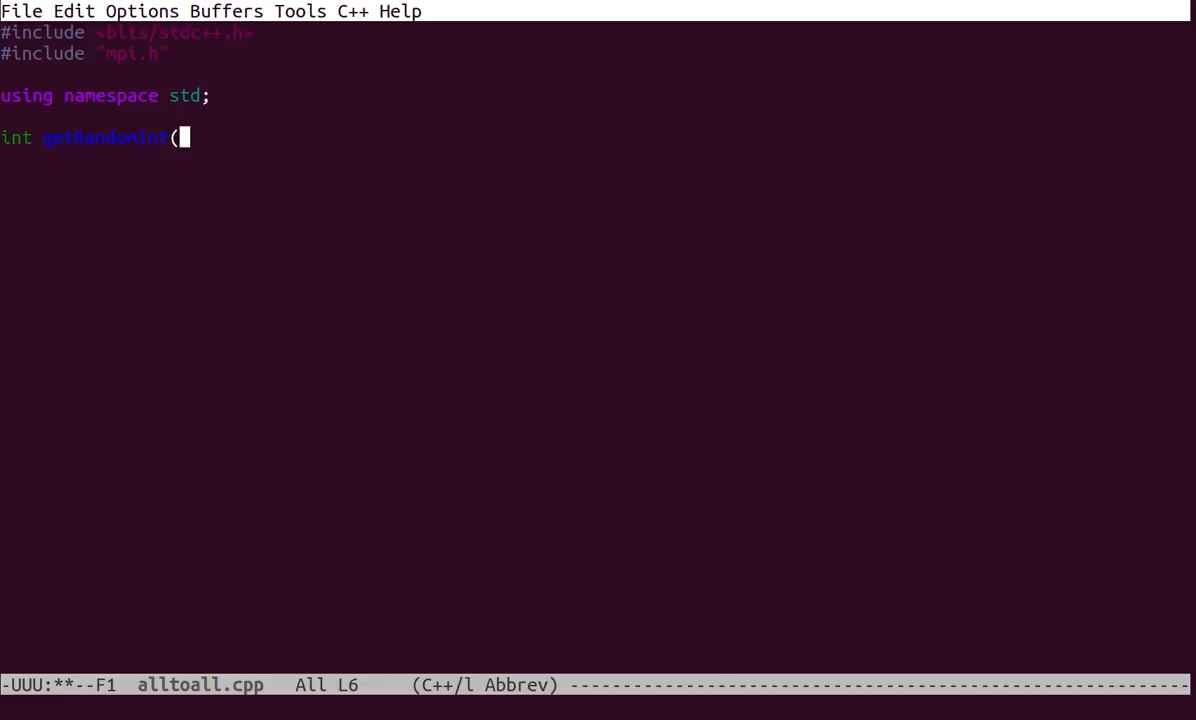 File Edit Options Buffers Tools C++ Help
#include <blts/stdc++.h>
#include "mpi.h"
using namespace std;
int getRandomInt(
-UUU:**--F1  alltoall.cpp   All L6     (C++/l Abbrev) -----------------------------------------------------------